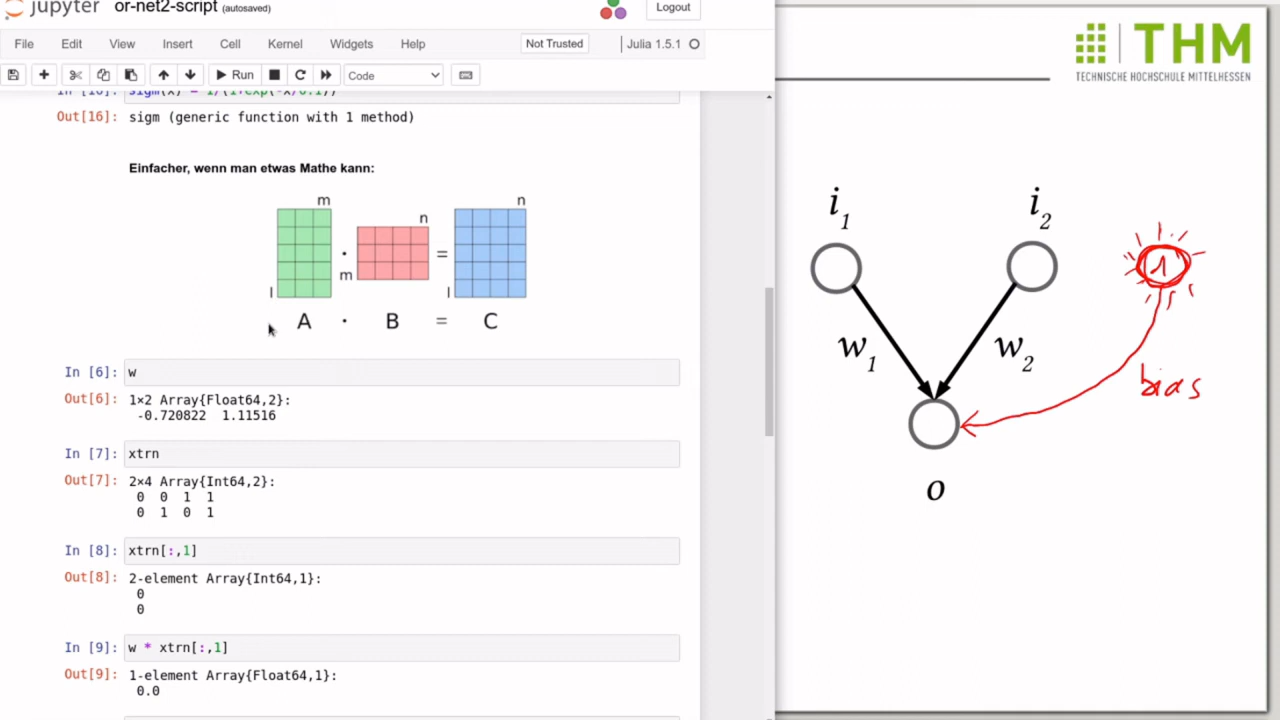 jupyter or-net2-script (autosaved)
Logout
File Edit View Insert Cell Kernel Widgets Help
Not Trusted
Julia 1.5.1
Run
Code
Out[16]: sigm (generic function with 1 method)
Einfacher, wenn man etwas Mathe kann:
m
n
n
·
=
m
l
l
A · B = C
In [6]: w
Out[6]: 1×2 Array{Float64,2}:
-0.720822 1.11516
In [7]: xtrn
Out[7]: 2×4 Array{Int64,2}:
0 0 1 1
0 1 0 1
In [8]: xtrn[:,1]
Out[8]: 2-element Array{Int64,1}:
0
0
In [9]: w * xtrn[:,1]
Out[9]: 1-element Array{Float64,1}:
0.0
THM
TECHNISCHE HOCHSCHULE MITTELHESSEN
i1 i2
1
w1 w2
bias
o